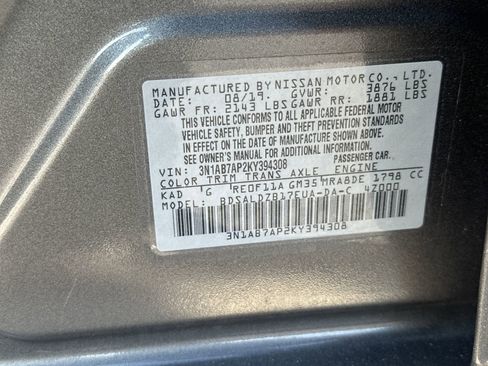 MANUFACTURED BY NISSAN MOTOR CO., LTD.
DATE: 08/19. GVWR: 3876 LBS
GAWR FR: 2143 LBS GAWR RR: 1881 LBS
THIS VEHICLE CONFORMS TO ALL APPLICABLE FEDERAL MOTOR
VEHICLE SAFETY, BUMPER AND THEFT PREVENTION STANDARDS
IN EFFECT ON THE DATE OF MANUFACTURE SHOWN ABOVE.
SEE OWNER'S MANUAL FOR ADDITIONAL INFORMATION
VIN: 3N1AB7AP2KY394308 PASSENGER CAR.
COLOR TRIM TRANS AXLE ENGINE
KAD G RE0F11A GM35 MRA8DE 1798 CC
MODEL: BDSALDZB17EUA-DA-C 4Z000
3N1AB7AP2KY394308